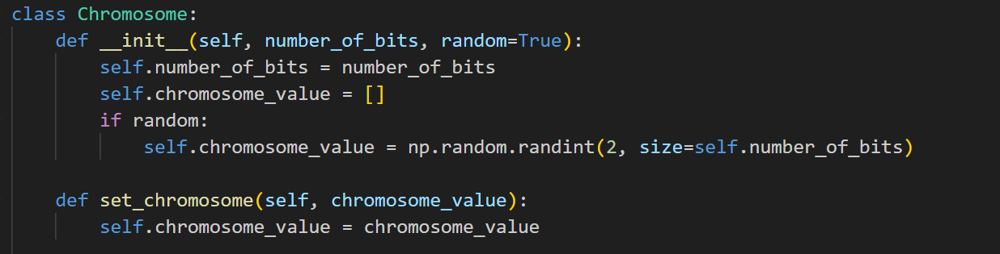 class Chromosome:
    def __init__(self, number_of_bits, random=True):
        self.number_of_bits = number_of_bits
        self.chromosome_value = []
        if random:
            self.chromosome_value = np.random.randint(2, size=self.number_of_bits)
    def set_chromosome(self, chromosome_value):
        self.chromosome_value = chromosome_value